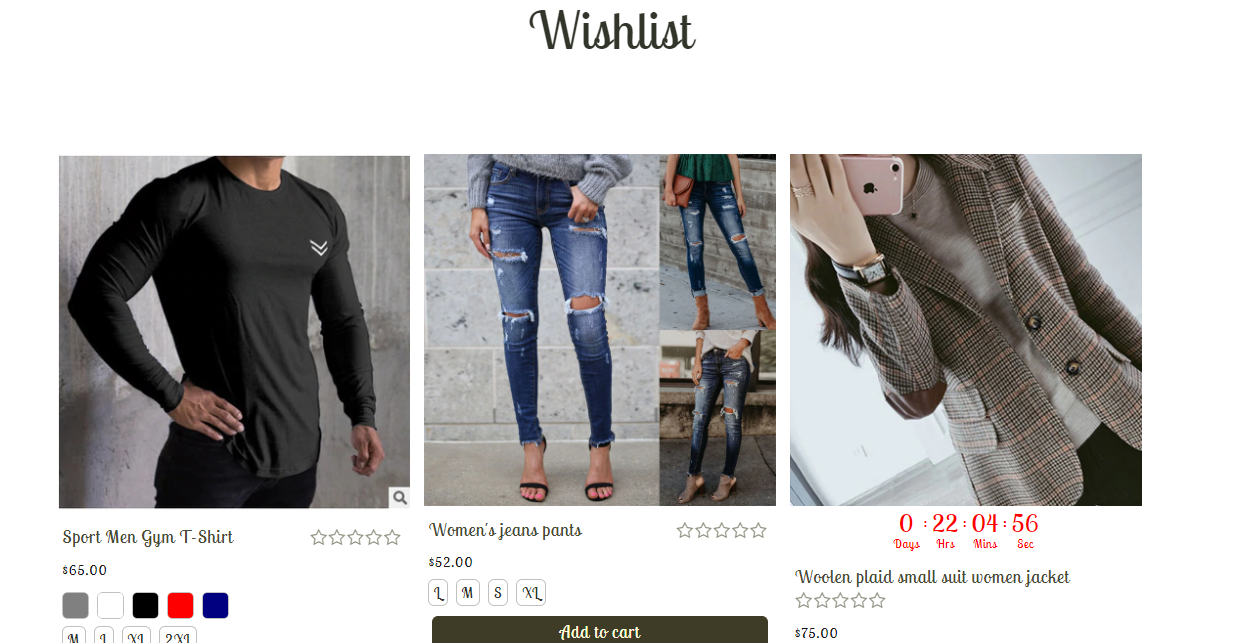 Wishlist
Sport Men Gym T-Shirt
$65.00
M L XL 2XL
Women's jeans pants
$52.00
L M S XL
Add to cart
0 : 22 : 04 : 56
Days Hrs Mins Sec
Woolen plaid small suit women jacket
$75.00